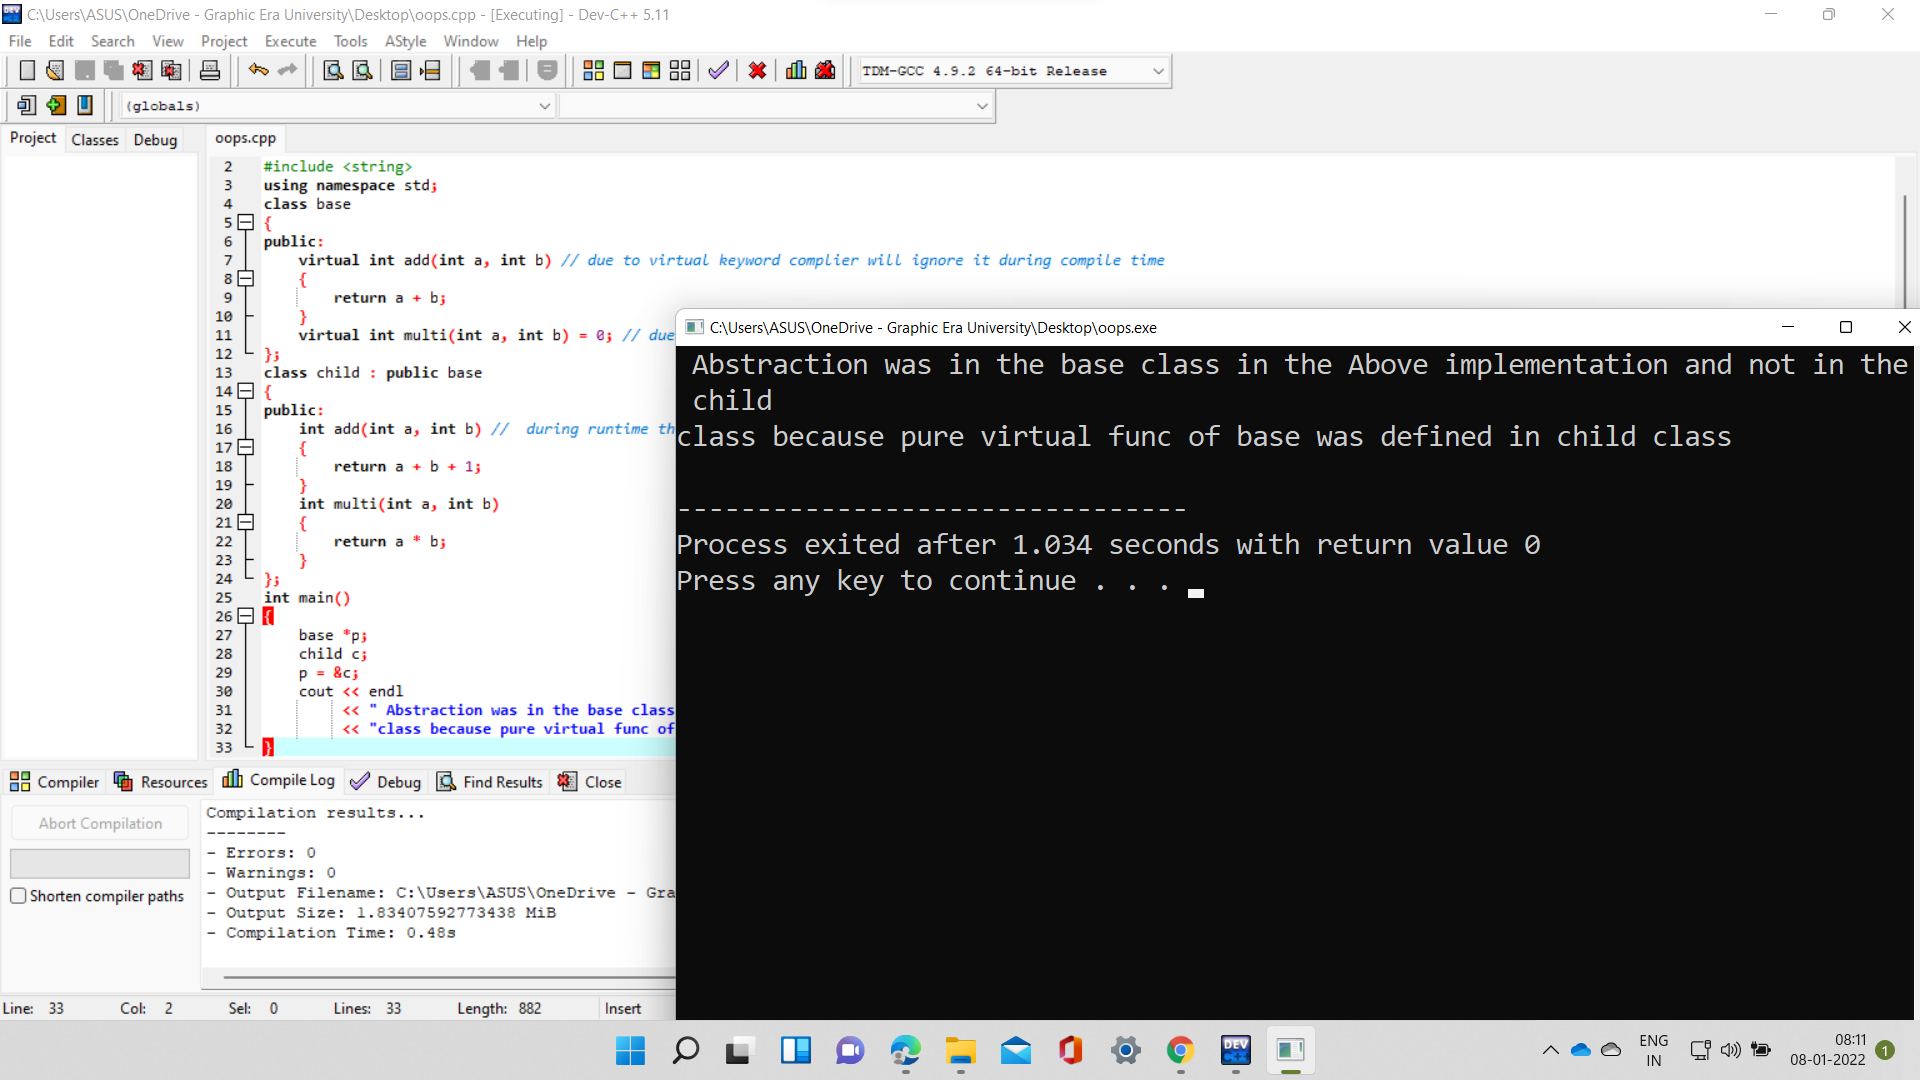 C:\Users\ASUS\OneDrive - Graphic Era University\Desktop\oops.cpp - [Executing] - Dev-C++ 5.11
File Edit Search View Project Execute Tools AStyle Window Help
TDM-GCC 4.9.2 64-bit Release
(globals)
Project Classes Debug
oops.cpp
2 #include <string>
3 using namespace std;
4 class base
5 {
6 public:
7 virtual int add(int a, int b) // due to virtual keyword complier will ignore it during compile time
8 {
9 return a + b;
10 }
11 virtual int multi(int a, int b) = 0; // due
12 };
13 class child : public base
14 {
15 public:
16 int add(int a, int b) // during runtime th
17 {
18 return a + b + 1;
19 }
20 int multi(int a, int b)
21 {
22 return a * b;
23 }
24 };
25 int main()
26 {
27 base *p;
28 child c;
29 p = &c;
30 cout << endl
31 << " Abstraction was in the base class
32 << "class because pure virtual func of
33 }
C:\Users\ASUS\OneDrive - Graphic Era University\Desktop\oops.exe
Abstraction was in the base class in the Above implementation and not in the
child
class because pure virtual func of base was defined in child class
--------------------------------
Process exited after 1.034 seconds with return value 0
Press any key to continue . . .
Compiler Resources Compile Log Debug Find Results Close
Abort Compilation
Shorten compiler paths
Compilation results...
--------
- Errors: 0
- Warnings: 0
- Output Filename: C:\Users\ASUS\OneDrive - Gra
- Output Size: 1.83407592773438 MiB
- Compilation Time: 0.48s
Line: 33 Col: 2 Sel: 0 Lines: 33 Length: 882 Insert
DEV C++
ENG
IN
08:11
08-01-2022
1